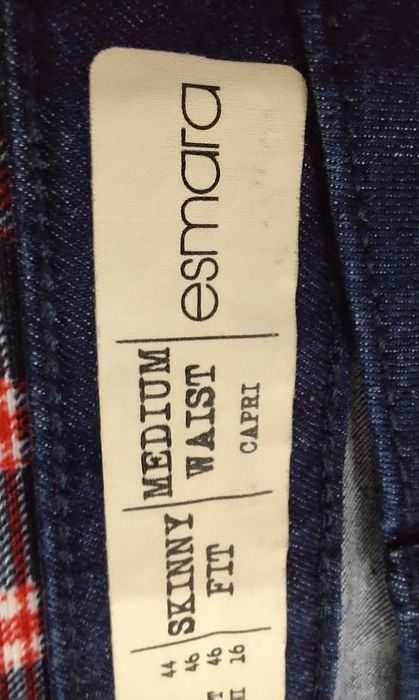 44
46
46
16
SKINNY
FIT
MEDIUM
WAIST
CAPRI
esmara